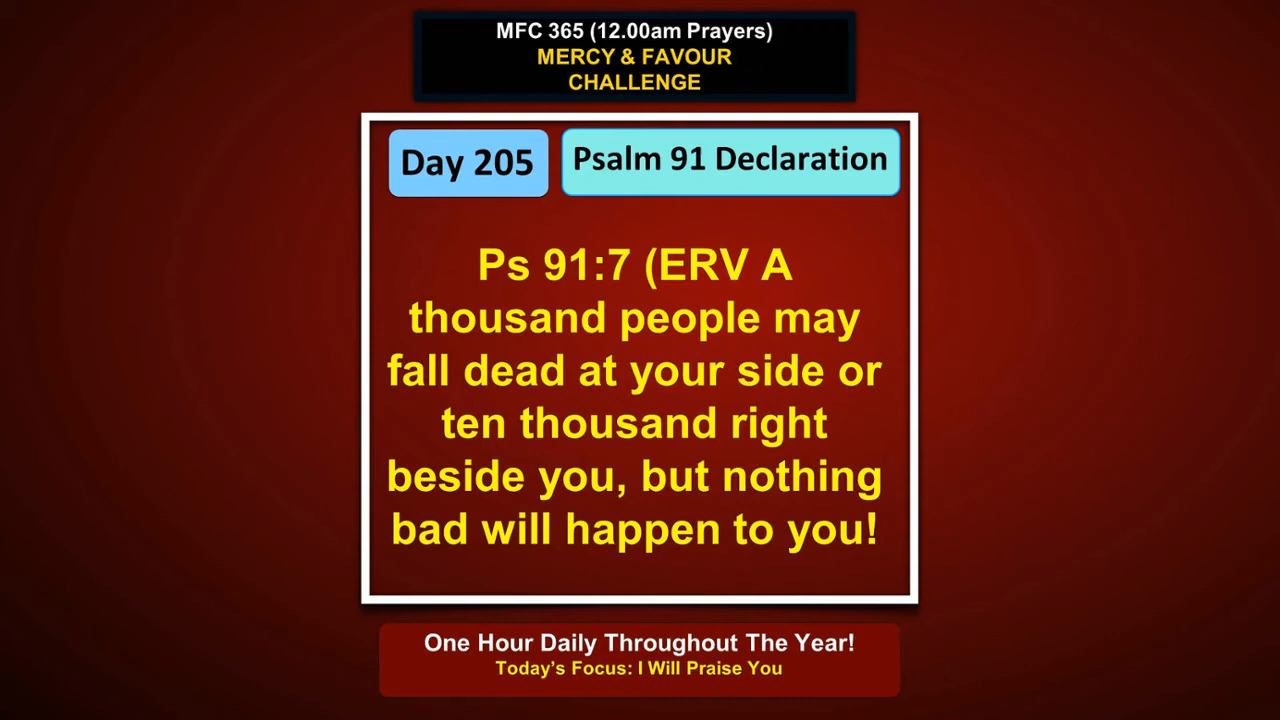 MFC 365 (12.00am Prayers)
MERCY & FAVOUR
CHALLENGE
Day 205
Psalm 91 Declaration
Ps 91:7 (ERV A
thousand people may
fall dead at your side or
ten thousand right
beside you, but nothing
bad will happen to you!
One Hour Daily Throughout The Year!
Today’s Focus: I Will Praise You